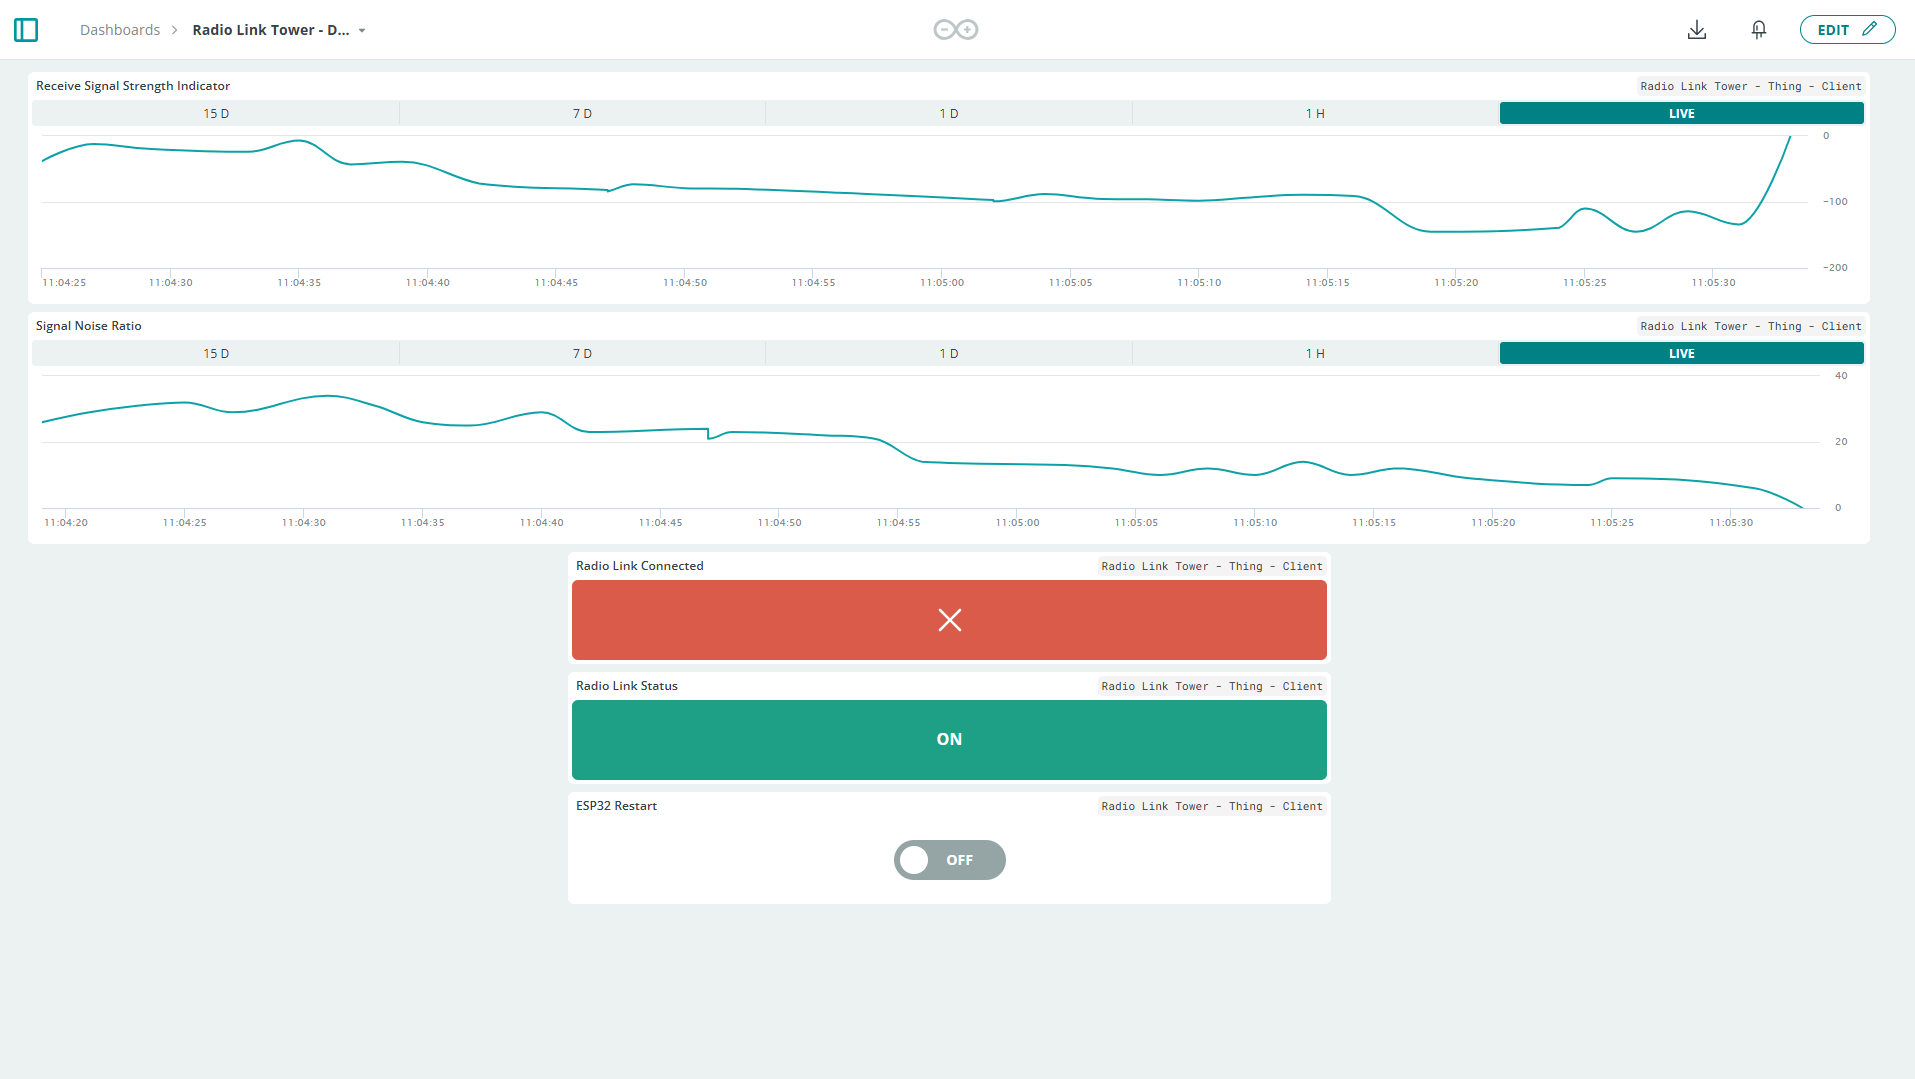 Dashboards > Radio Link Tower - D... EDIT
Receive Signal Strength Indicator Radio Link Tower - Thing - Client
15 D 7 D 1 D 1 H LIVE
0
-100
-200
11:04:25 11:04:30 11:04:35 11:04:40 11:04:45 11:04:50 11:04:55 11:05:00 11:05:05 11:05:10 11:05:15 11:05:20 11:05:25 11:05:30
Signal Noise Ratio Radio Link Tower - Thing - Client
15 D 7 D 1 D 1 H LIVE
40
20
0
11:04:20 11:04:25 11:04:30 11:04:35 11:04:40 11:04:45 11:04:50 11:04:55 11:05:00 11:05:05 11:05:10 11:05:15 11:05:20 11:05:25 11:05:30
Radio Link Connected Radio Link Tower - Thing - Client
Radio Link Status Radio Link Tower - Thing - Client
ON
ESP32 Restart Radio Link Tower - Thing - Client
OFF